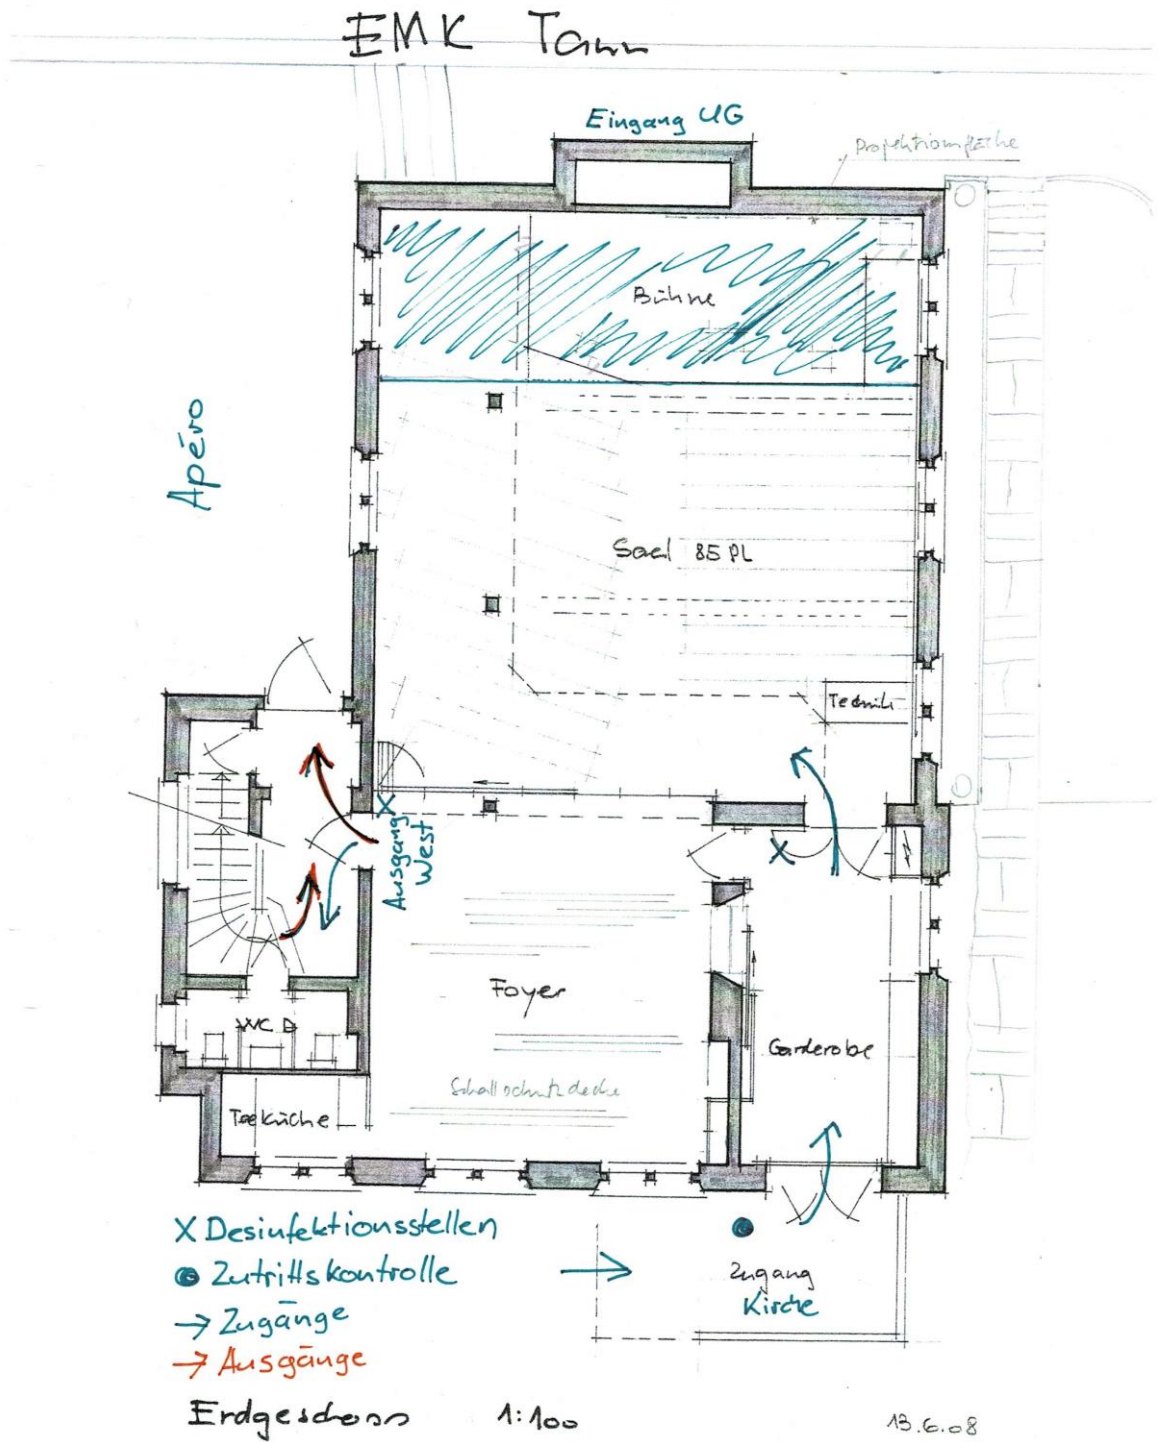 EMK Tann
Eingang UG
Projektionsfläche
Bühne
Apéro
Saal 85 PL
Technik
Ausgang
West
Foyer
WC D
Garderobe
Schallschutzdecke
Teeküche
X Desinfektionsstellen
● Zutrittskontrolle
→ Zugänge
→ Ausgänge
Zugang
Kirche
Erdgeschoss 1:100
13.6.08